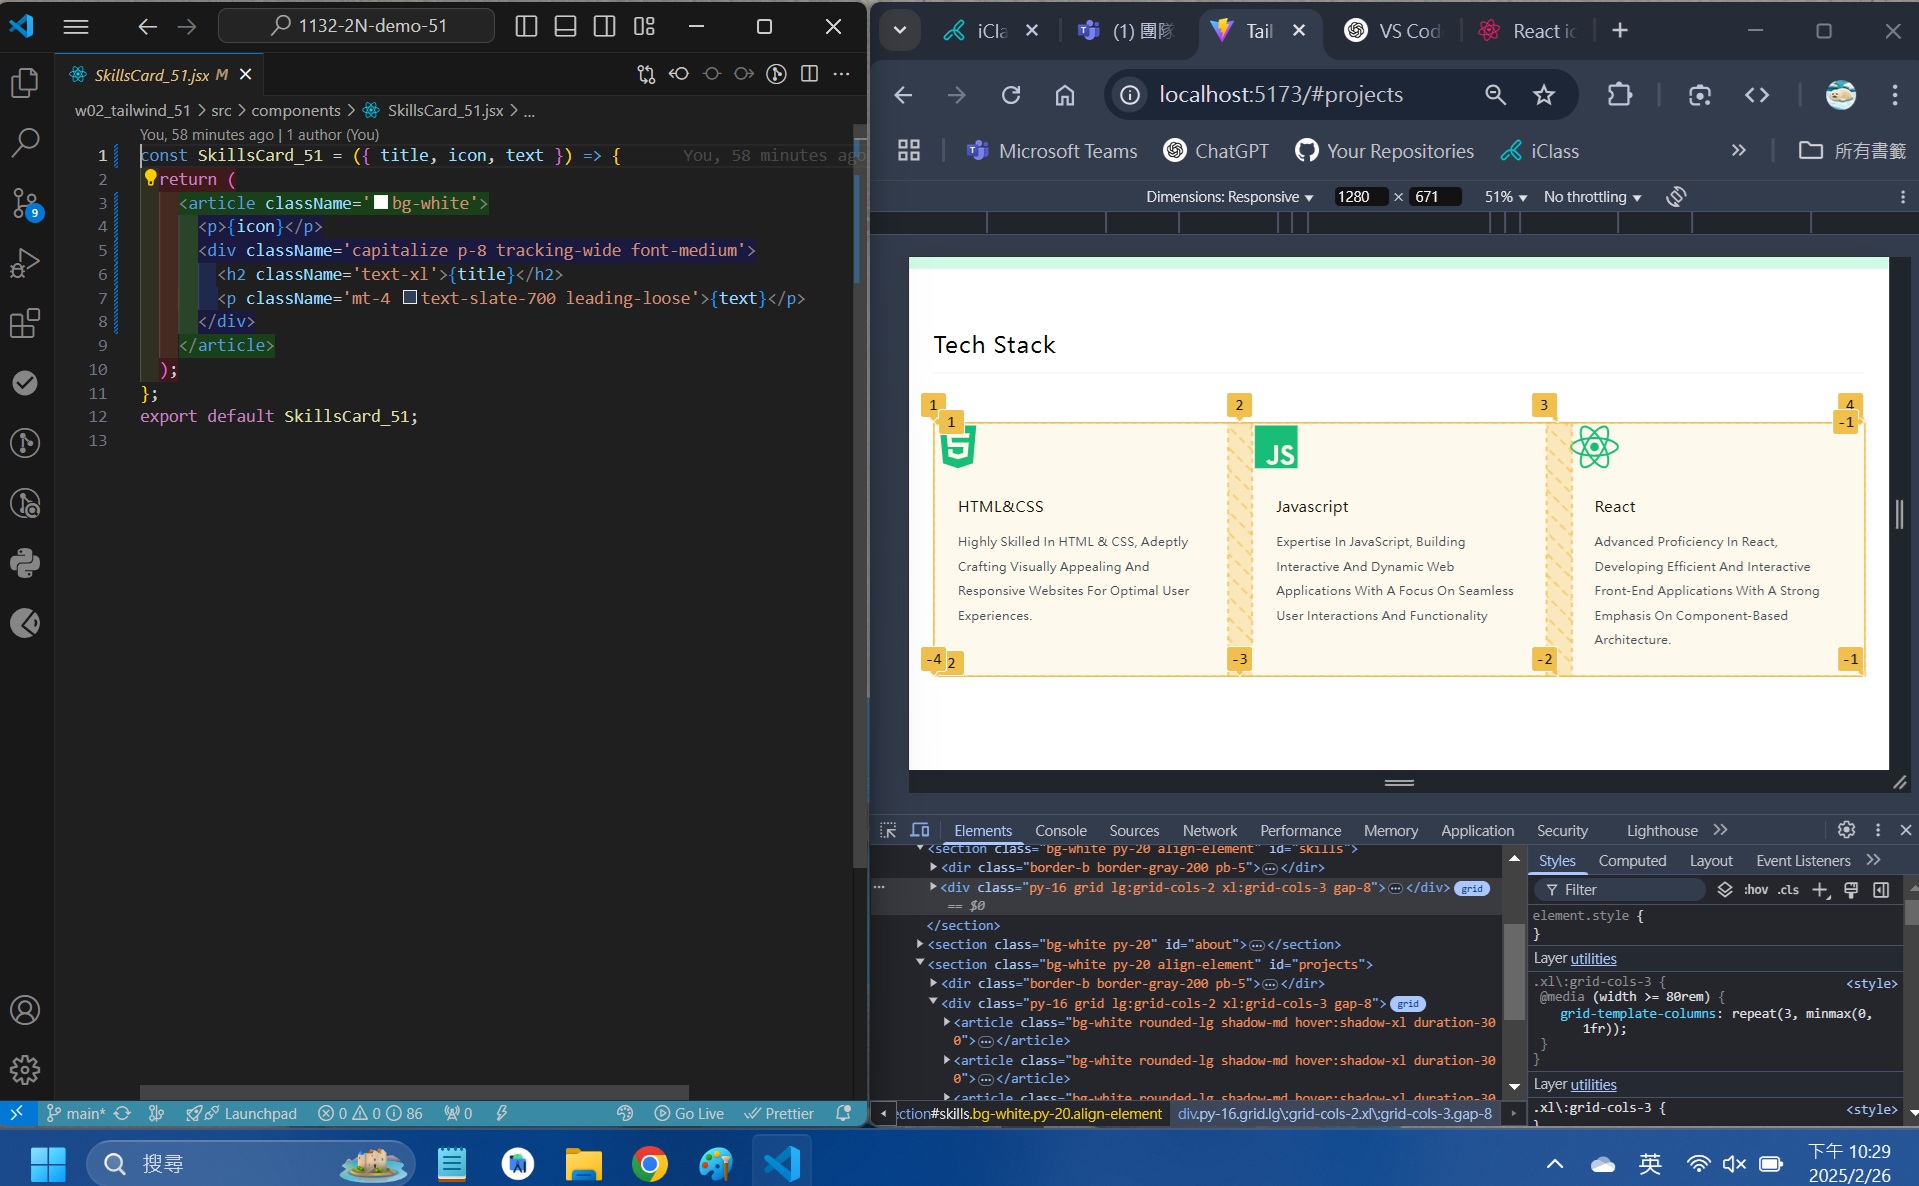 1132-2N-demo-51
SkillsCard_51.jsx M
w02_tailwind_51 > src > components > SkillsCard_51.jsx > ...
You, 58 minutes ago | 1 author (You)
1 const SkillsCard_51 = ({ title, icon, text }) => { You, 58 minutes ago
2 return (
3 <article className='bg-white'>
4 <p>{icon}</p>
5 <div className='capitalize p-8 tracking-wide font-medium'>
6 <h2 className='text-xl'>{title}</h2>
7 <p className='mt-4 text-slate-700 leading-loose'>{text}</p>
8 </div>
9 </article>
10 );
11 };
12 export default SkillsCard_51;
13
9
main* Launchpad 0 0 86 0 Go Live Prettier
iCla (1) 團隊 Tail VS Cod React ic
localhost:5173/#projects
Microsoft Teams ChatGPT Your Repositories iClass 所有書籤
Dimensions: Responsive 1280 × 671 51% No throttling
Tech Stack
1 2 3 4
1 -1
JS
HTML&CSS
Highly Skilled In HTML & CSS, Adeptly
Crafting Visually Appealing And
Responsive Websites For Optimal User
Experiences.
Javascript
Expertise In JavaScript, Building
Interactive And Dynamic Web
Applications With A Focus On Seamless
User Interactions And Functionality
React
Advanced Proficiency In React,
Developing Efficient And Interactive
Front-End Applications With A Strong
Emphasis On Component-Based
Architecture.
-4 2 -3 -2 -1
Elements Console Sources Network Performance Memory Application Security Lighthouse
<section class="bg-white py-20 align-element" id="skills">
<dir class="border-b border-gray-200 pb-5"></dir>
<div class="py-16 grid lg:grid-cols-2 xl:grid-cols-3 gap-8"></div> grid
== $0
</section>
<section class="bg-white py-20" id="about"></section>
<section class="bg-white py-20 align-element" id="projects">
<dir class="border-b border-gray-200 pb-5"></dir>
<div class="py-16 grid lg:grid-cols-2 xl:grid-cols-3 gap-8"> grid
<article class="bg-white rounded-lg shadow-md hover:shadow-xl duration-30
0"></article>
<article class="bg-white rounded-lg shadow-md hover:shadow-xl duration-30
0"></article>
<article class="bg-white rounded-lg shadow-md hover:shadow-xl duration-30
ection#skills.bg-white.py-20.align-element div.py-16.grid.lg\:grid-cols-2.xl\:grid-cols-3.gap-8
Styles Computed Layout Event Listeners
Filter :hov .cls
element.style {
}
Layer utilities
.xl\:grid-cols-3 { <style>
@media (width >= 80rem) {
grid-template-columns: repeat(3, minmax(0,
1fr));
}
}
Layer utilities
.xl\:grid-cols-3 { <style>
搜尋
英
下午 10:29
2025/2/26